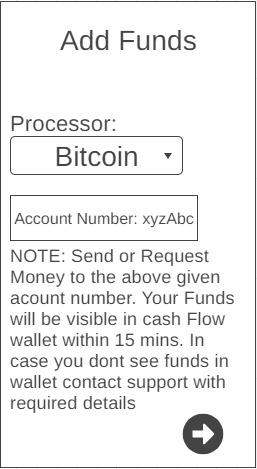 Add Funds
Processor:
Bitcoin
Account Number: xyzAbc
NOTE: Send or Request
Money to the above given
acount number. Your Funds
will be visible in cash Flow
wallet within 15 mins. In
case you dont see funds in
wallet contact support with
required details